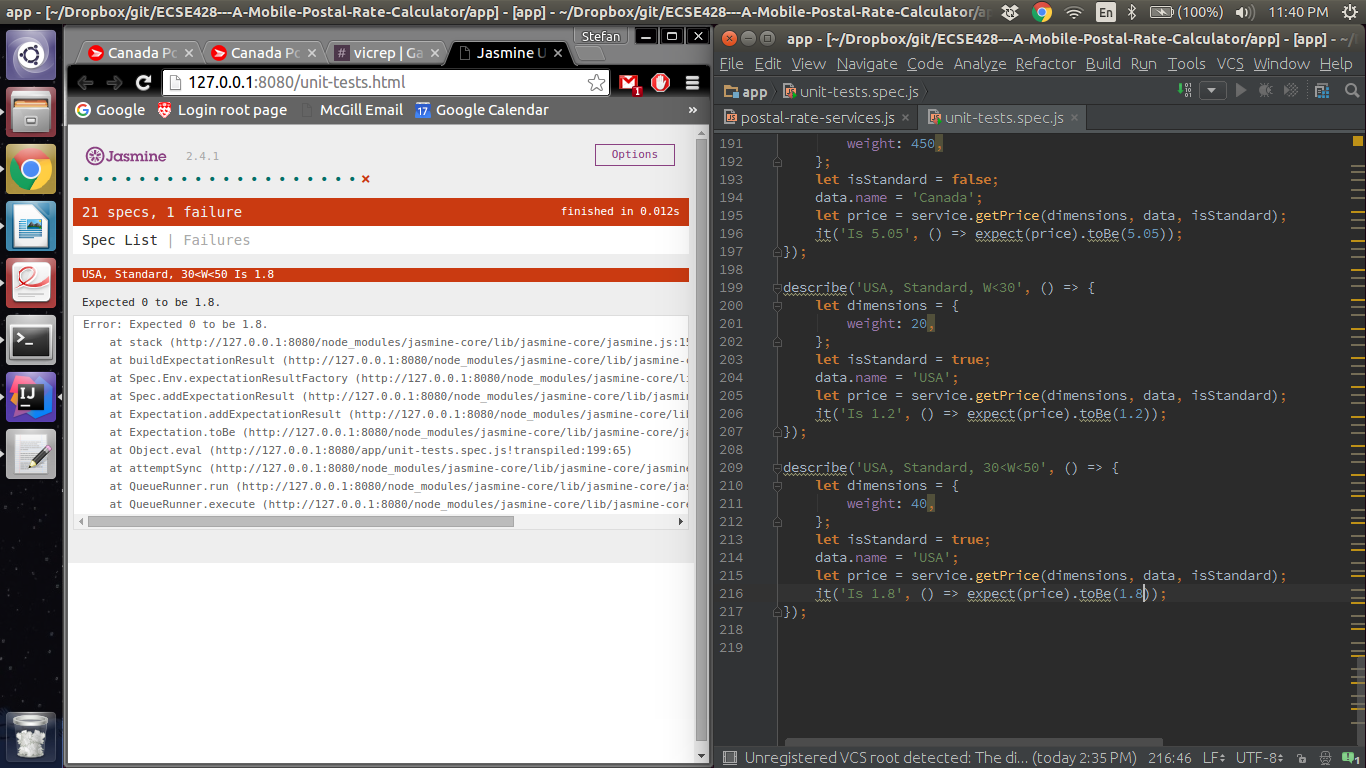 app - [~/Dropbox/git/ECSE428---A-Mobile-Postal-Rate-Calculator/app] - [app] - ~/Dropbox/git/ECSE428---A-Mobile-Postal-Rate-Calculator/ap
En
(100%)
11:40 PM
Stefan
Canada Po
Canada Po
vicrep | Ga
Jasmine U
127.0.0.1:8080/unit-tests.html
1
Google
Login root page
McGill Email
17
Google Calendar
»
Jasmine
2.4.1
Options
21 specs, 1 failure
finished in 0.012s
Spec List | Failures
USA, Standard, 30<W<50 Is 1.8
Expected 0 to be 1.8.
Error: Expected 0 to be 1.8.
at stack (http://127.0.0.1:8080/node_modules/jasmine-core/lib/jasmine-core/jasmine.js:15
at buildExpectationResult (http://127.0.0.1:8080/node_modules/jasmine-core/lib/jasmine-c
at Spec.Env.expectationResultFactory (http://127.0.0.1:8080/node_modules/jasmine-core/li
at Spec.addExpectationResult (http://127.0.0.1:8080/node_modules/jasmine-core/lib/jasmin
at Expectation.addExpectationResult (http://127.0.0.1:8080/node_modules/jasmine-core/lib
at Expectation.toBe (http://127.0.0.1:8080/node_modules/jasmine-core/lib/jasmine-core/ja
at Object.eval (http://127.0.0.1:8080/app/unit-tests.spec.js!transpiled:199:65)
at attemptSync (http://127.0.0.1:8080/node_modules/jasmine-core/lib/jasmine-core/jasmine
at QueueRunner.run (http://127.0.0.1:8080/node_modules/jasmine-core/lib/jasmine-core/jas
at QueueRunner.execute (http://127.0.0.1:8080/node_modules/jasmine-core/lib/jasmine-core
app - [~/Dropbox/git/ECSE428---A-Mobile-Postal-Rate-Calculator/app] - [app] - ~/
File Edit View Navigate Code Analyze Refactor Build Run Tools VCS Window Help
app
unit-tests.spec.js
postal-rate-services.js
unit-tests.spec.js
191 weight: 450,
192 };
193 let isStandard = false;
194 data.name = 'Canada';
195 let price = service.getPrice(dimensions, data, isStandard);
196 it('Is 5.05', () => expect(price).toBe(5.05));
197 });
198
199 describe('USA, Standard, W<30', () => {
200 let dimensions = {
201 weight: 20,
202 };
203 let isStandard = true;
204 data.name = 'USA';
205 let price = service.getPrice(dimensions, data, isStandard);
206 it('Is 1.2', () => expect(price).toBe(1.2));
207 });
208
209 describe('USA, Standard, 30<W<50', () => {
210 let dimensions = {
211 weight: 40,
212 };
213 let isStandard = true;
214 data.name = 'USA';
215 let price = service.getPrice(dimensions, data, isStandard);
216 it('Is 1.8', () => expect(price).toBe(1.8));
217 });
218
219
Unregistered VCS root detected: The di... (today 2:35 PM)
216:46
LF
UTF-8
1